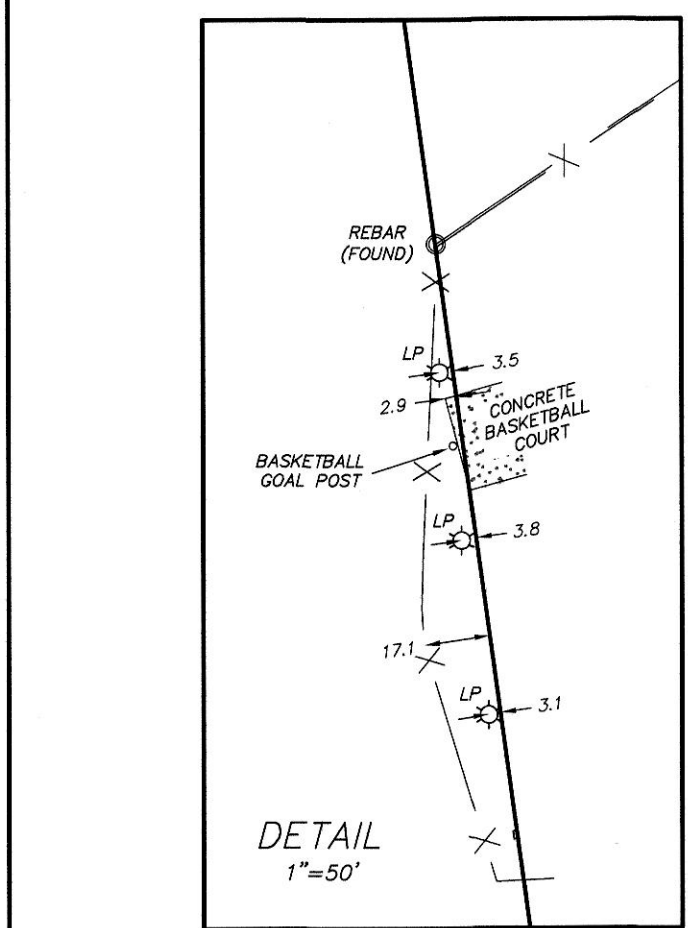 REBAR
(FOUND)
LP
3.5
2.9
CONCRETE
BASKETBALL
COURT
BASKETBALL
GOAL POST
LP
3.8
17.1
LP
3.1
DETAIL
1"=50'